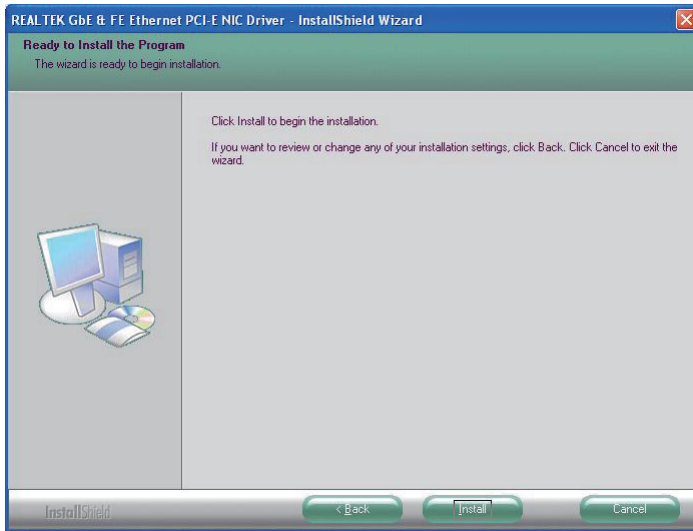 REALTEK GbE & FE Ethernet PCI-E NIC Driver - InstallShield Wizard
Ready to Install the Program
The wizard is ready to begin installation.
Click Install to begin the installation.
If you want to review or change any of your installation settings, click Back. Click Cancel to exit the
wizard.
InstallShield
< Back
Install
Cancel